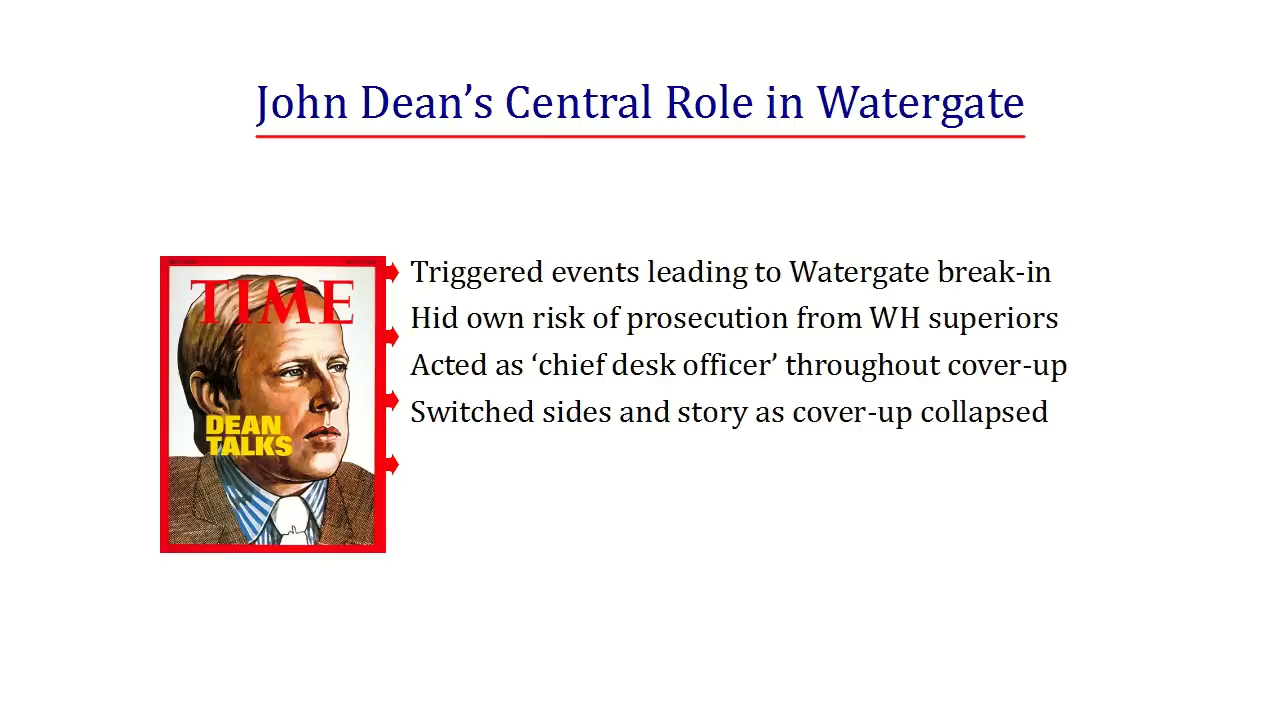 John Dean’s Central Role in Watergate
Triggered events leading to Watergate break-in
Hid own risk of prosecution from WH superiors
Acted as ‘chief desk officer’ throughout cover-up
Switched sides and story as cover-up collapsed
TIME
DEAN
TALKS